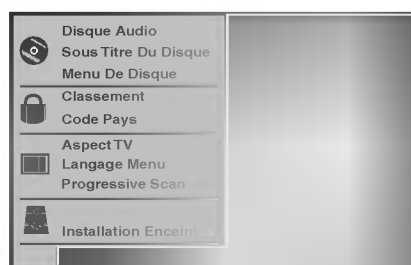 Disque Audio
Sous Titre Du Disque
Menu De Disque
Classement
Code Pays
Aspect TV
Langage Menu
Progressive Scan
Installation Enceintes